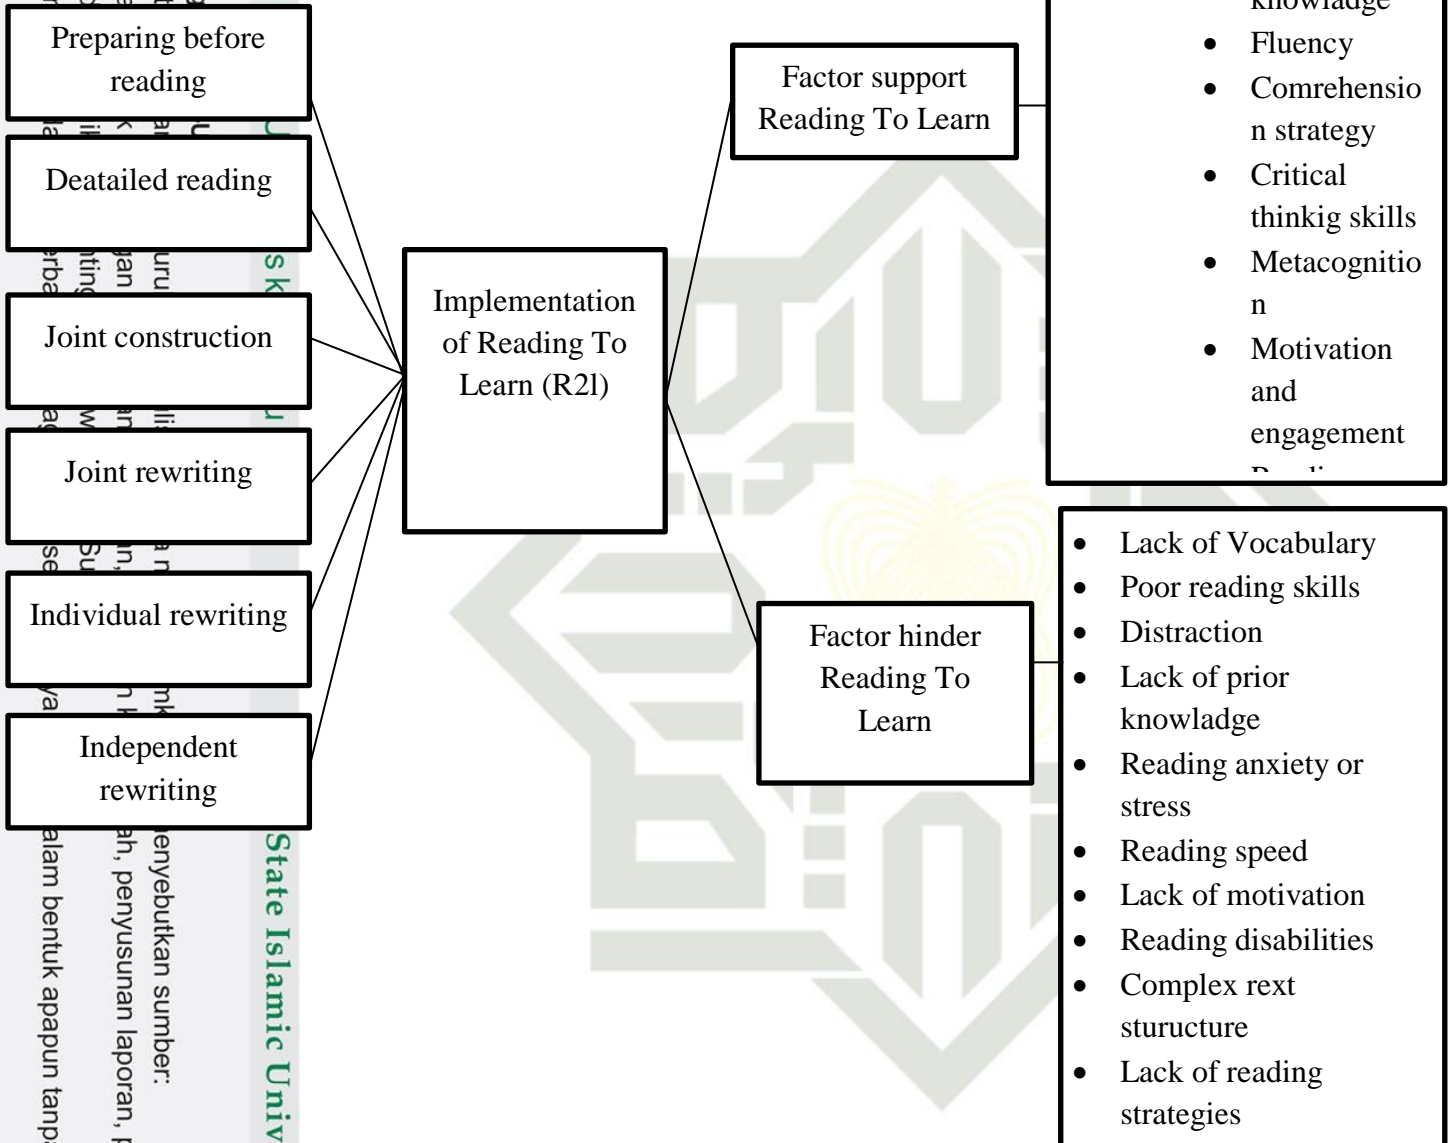 Preparing before
reading
Deatailed reading
Joint construction
Joint rewriting
Individual rewriting
Independent
rewriting
Implementation
of Reading To
Learn (R2l)
Factor support
Reading To Learn
knowladge
• Fluency
• Comrehensio
n strategy
• Critical
thinkig skills
• Metacognitio
n
• Motivation
and
engagement
Factor hinder
Reading To
Learn
• Lack of Vocabulary
• Poor reading skills
• Distraction
• Lack of prior
knowladge
• Reading anxiety or
stress
• Reading speed
• Lack of motivation
• Reading disabilities
• Complex rext
sturucture
• Lack of reading
strategies
State Islamic Univ
enyebutkan sumber:
ah, penyusunan laporan, p
alam bentuk apapun tanpa